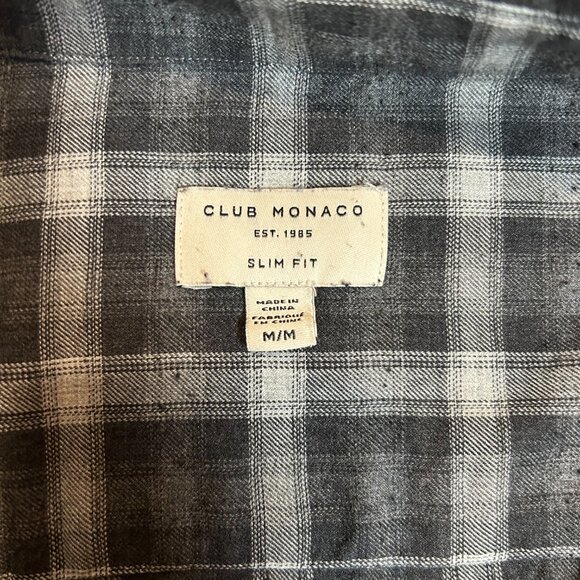 CLUB MONACO
EST. 1985
SLIM FIT
MADE IN
CHINA
FABRIQUÉ
EN CHINE
M/M